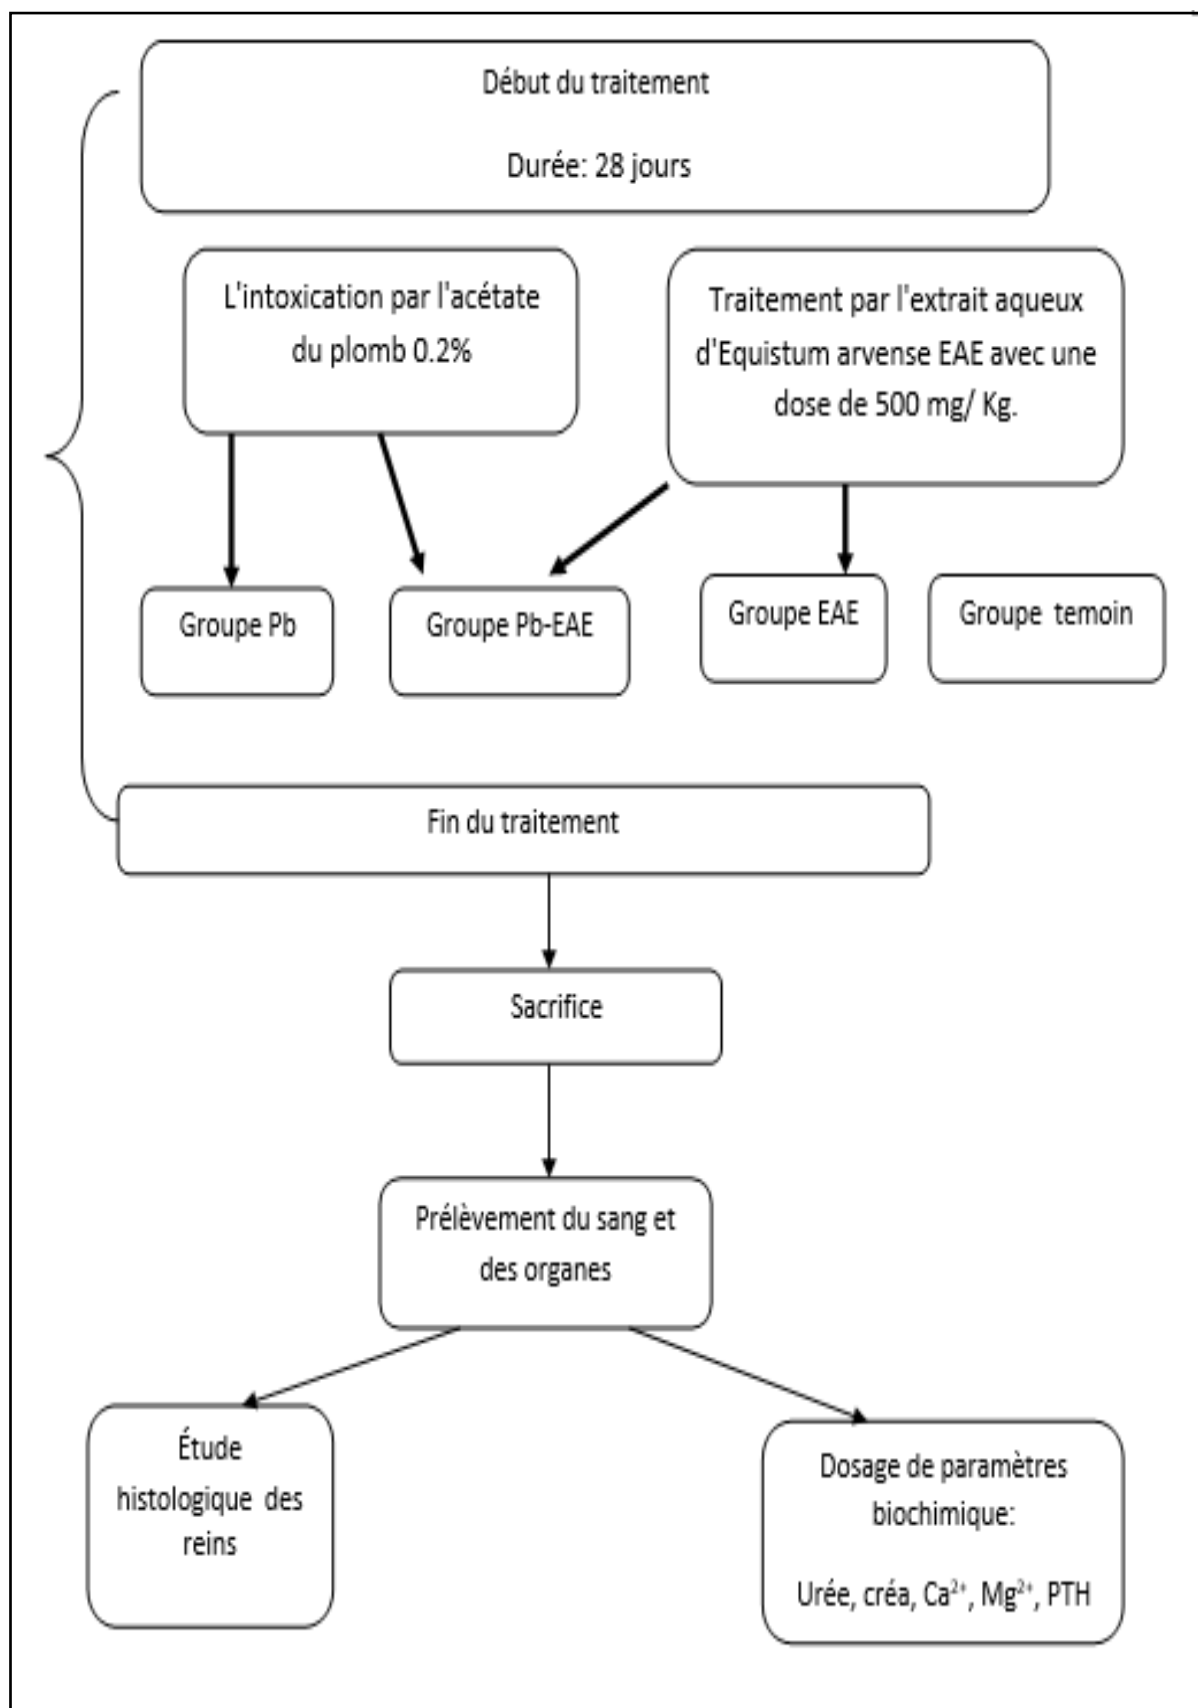 Début du traitement
Durée: 28 jours
L'intoxication par l'acétate
du plomb 0.2%
Traitement par l'extrait aqueux
d'Equistum arvense EAE avec une
dose de 500 mg/ Kg.
Groupe Pb
Groupe Pb-EAE
Groupe EAE
Groupe temoin
Fin du traitement
Sacrifice
Prélèvement du sang et
des organes
Étude
histologique des
reins
Dosage de paramètres
biochimique:
Urée, créa, Ca²⁺, Mg²⁺, PTH